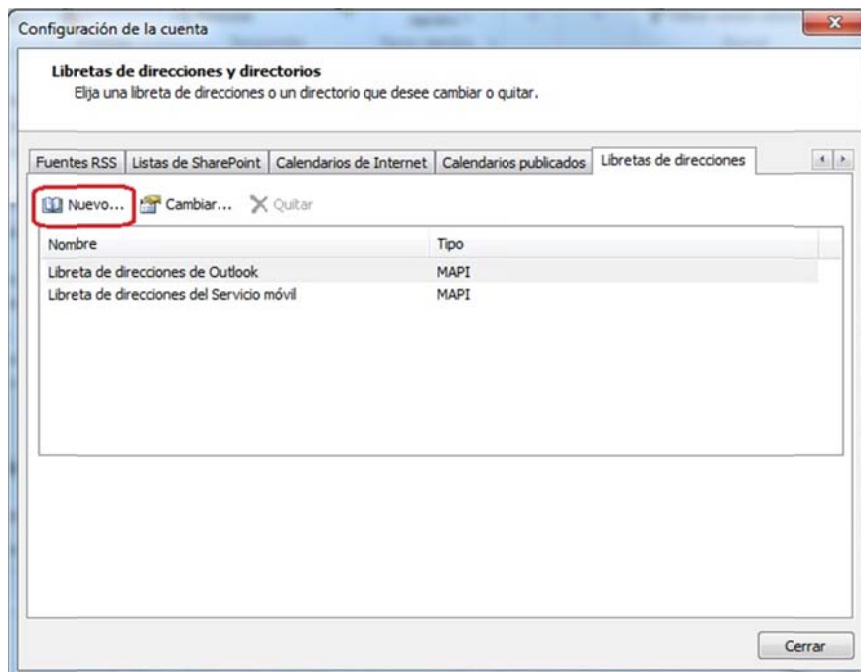 Configuración de la cuenta
Libretas de direcciones y directorios
Elija una libreta de direcciones o un directorio que desee cambiar o quitar.
Fuentes RSS Listas de SharePoint Calendarios de Internet Calendarios publicados Libretas de direcciones
Nuevo... Cambiar... Quitar
Nombre Tipo
Libreta de direcciones de Outlook MAPI
Libreta de direcciones del Servicio móvil MAPI
Cerrar